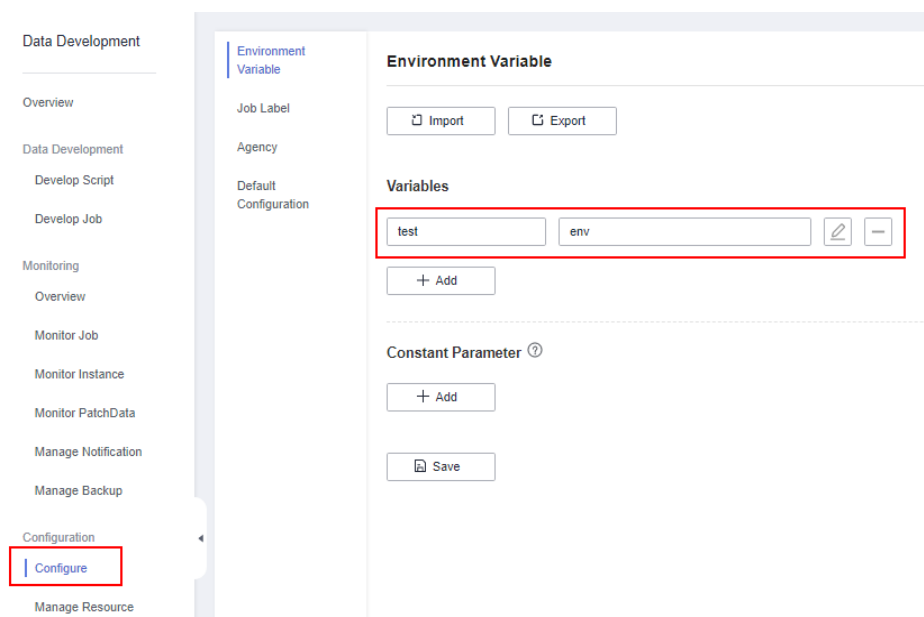 Data Development
Overview
Data Development
Develop Script
Develop Job
Monitoring
Overview
Monitor Job
Monitor Instance
Monitor PatchData
Manage Notification
Manage Backup
Configuration
Configure
Manage Resource
Environment
Variable
Job Label
Agency
Default
Configuration
Environment Variable
Import
Export
Variables
test
env
+ Add
Constant Parameter ?
+ Add
Save